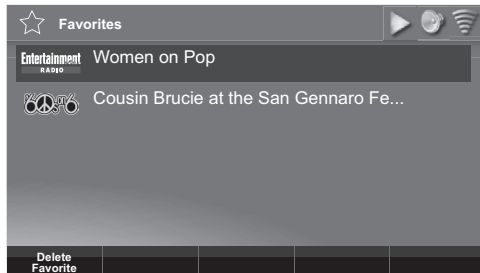 Favorites
Entertainment
RADIO
Women on Pop
Cousin Brucie at the San Gennaro Fe...
Delete
Favorite